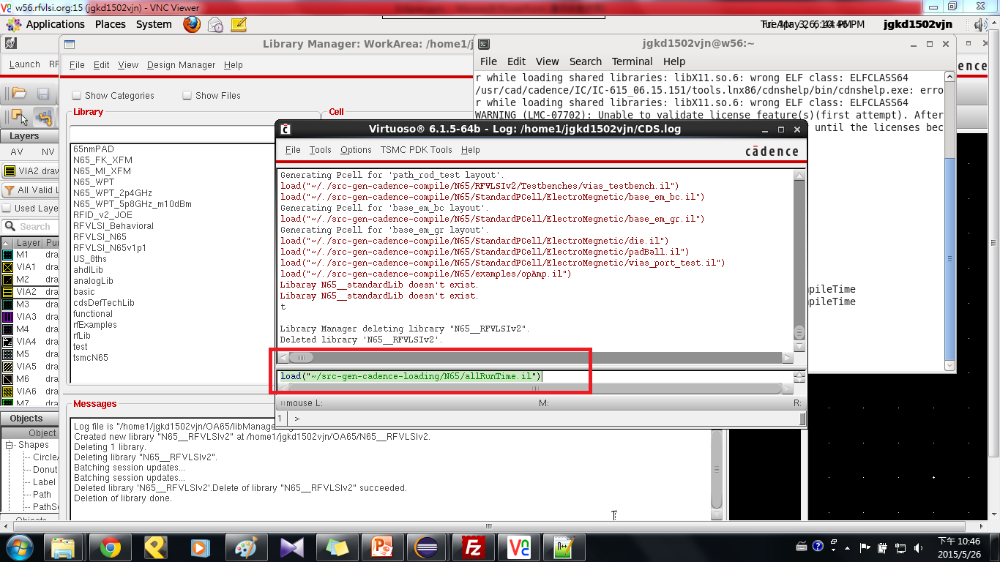 w56.rfvlsi.org:15 (jgkd1502vjn) - VNC Viewer
Applications Places System
jgkd1502vjn
Library Manager: WorkArea: /home1/j
jgkd1502vjn@w56:~
Launch
File Edit View Design Manager Help
File Edit View Search Terminal Help
ence
Show Categories Show Files
r while loading shared libraries: libX11.so.6: wrong ELF class: ELFCLASS64
/usr/cad/cadence/IC/IC-615_06.15.151/tools.lnx86/cdnshelp/bin/cdnshelp.exe: erro
r while loading shared libraries: libX11.so.6: wrong ELF class: ELFCLASS64
WARNING (LMC-07702): Unable to validate license feature(s)(first attempt). After
until the licenses bec
Library Cell
Layers
AV NV
VIA2 draw
All Valid L
Used Laye
Search
Layer Pur
M1 dra
VIA1 dra
M2 dra
VIA2 dra
M3 dra
VIA3 dra
M4 dra
VIA4 dra
M5 dra
VIA5 dra
M6 dra
VIA6 dra
M7 dra
Objects
Object
Shapes
Circle/
Donut
Label
Path
PathS
65nmPAD
N65_FK_XFM
N65_MI_XFM
N65_WPT
N65_WPT_2p4GHz
N65_WPT_5p8GHz_m10dBm
RFID_v2_JOE
RFVLSI_Behavioral
RFVLSI_N65
RFVLSI_N65v1p1
US_8ths
ahdlLib
analogLib
basic
cdsDefTechLib
functional
rfExamples
rfLib
test
tsmcN65
Virtuoso® 6.1.5-64b - Log: /home1/jgkd1502vjn/CDS.log
File Tools Options TSMC PDK Tools Help
cādence
Generating Pcell for 'path_rod_test layout'.
load("~/./src-gen-cadence-compile/N65/RFVLSIv2/Testbenches/vias_testbench.il")
load("~/./src-gen-cadence-compile/N65/StandardPCell/ElectroMegnetic/base_em_bc.il")
Generating Pcell for 'base_em_bc layout'.
load("~/./src-gen-cadence-compile/N65/StandardPCell/ElectroMegnetic/base_em_gr.il")
Generating Pcell for 'base_em_gr layout'.
load("~/./src-gen-cadence-compile/N65/StandardPCell/ElectroMegnetic/die.il")
load("~/./src-gen-cadence-compile/N65/StandardPCell/ElectroMegnetic/padBall.il")
load("~/./src-gen-cadence-compile/N65/StandardPCell/ElectroMegnetic/vias_port_test.il")
load("~/./src-gen-cadence-compile/N65/examples/opAmp.il")
Libaray N65__standardLib doesn't exist.
Libaray N65__standardLib doesn't exist.
t
Library Manager deleting library "N65__RFVLSIv2".
Deleted library 'N65__RFVLSIv2'.
load("~/src-gen-cadence-loading/N65/allRunTime.il")
mouse L: M: R:
1 >
mpileTime
mpileTime
Messages
Log file is "/home1/jgkd1502vjn/OA65/libManage
Created new library "N65__RFVLSIv2" at /home1/jgkd1502vjn/OA65/N65__RFVLSIv2.
Deleting 1 library.
Deleting library "N65__RFVLSIv2".
Batching session updates...
Batching session updates...
Deleted library 'N65__RFVLSIv2'.Delete of library "N65__RFVLSIv2" succeeded.
Deletion of library done.
下午 10:46
2015/5/26